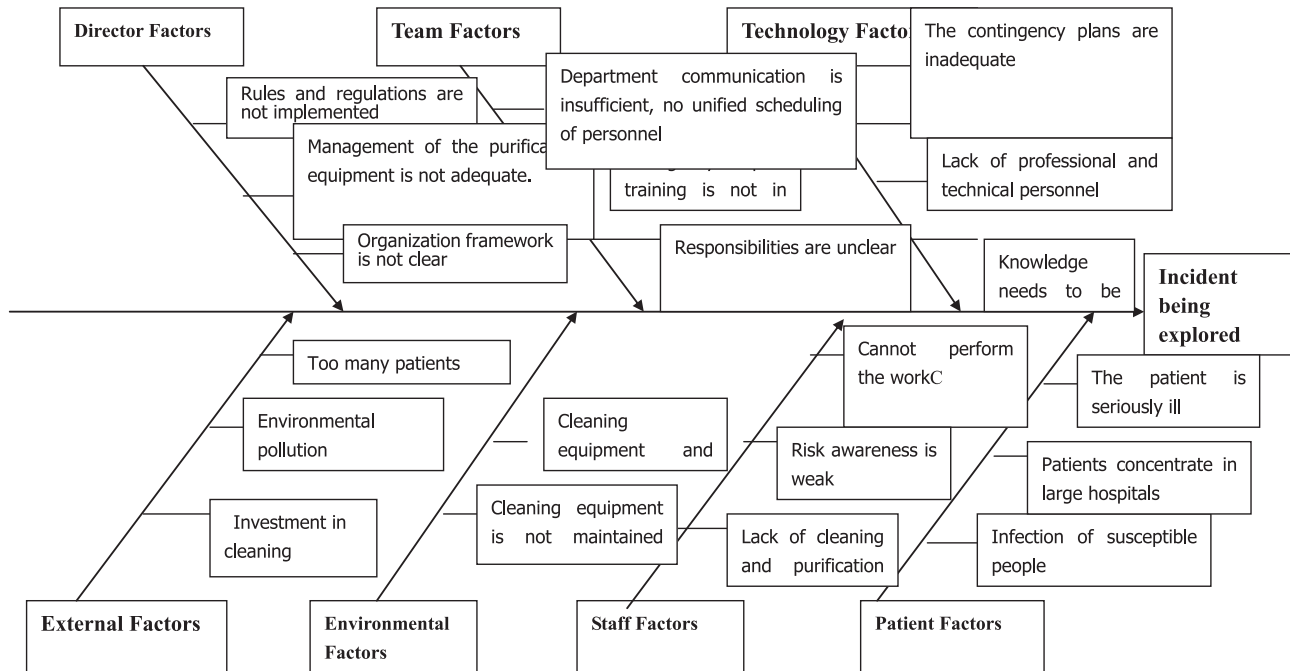 Director Factors
Team Factors
Technology Factor
The contingency plans are
inadequate
Rules and regulations are
not implemented
Department communication is
insufficient, no unified scheduling
of personnel
Management of the purifica
equipment is not adequate.
training is not in
Lack of professional and
technical personnel
Organization framework
is not clear
Responsibilities are unclear
Knowledge
needs to be
Incident
being
explored
Too many patients
Cannot perform
the workC
The patient is
seriously ill
Environmental
pollution
Cleaning
equipment and
Risk awareness is
weak
Patients concentrate in
large hospitals
Investment in
cleaning
Cleaning equipment
is not maintained
Lack of cleaning
and purification
Infection of susceptible
people
External Factors
Environmental
Factors
Staff Factors
Patient Factors